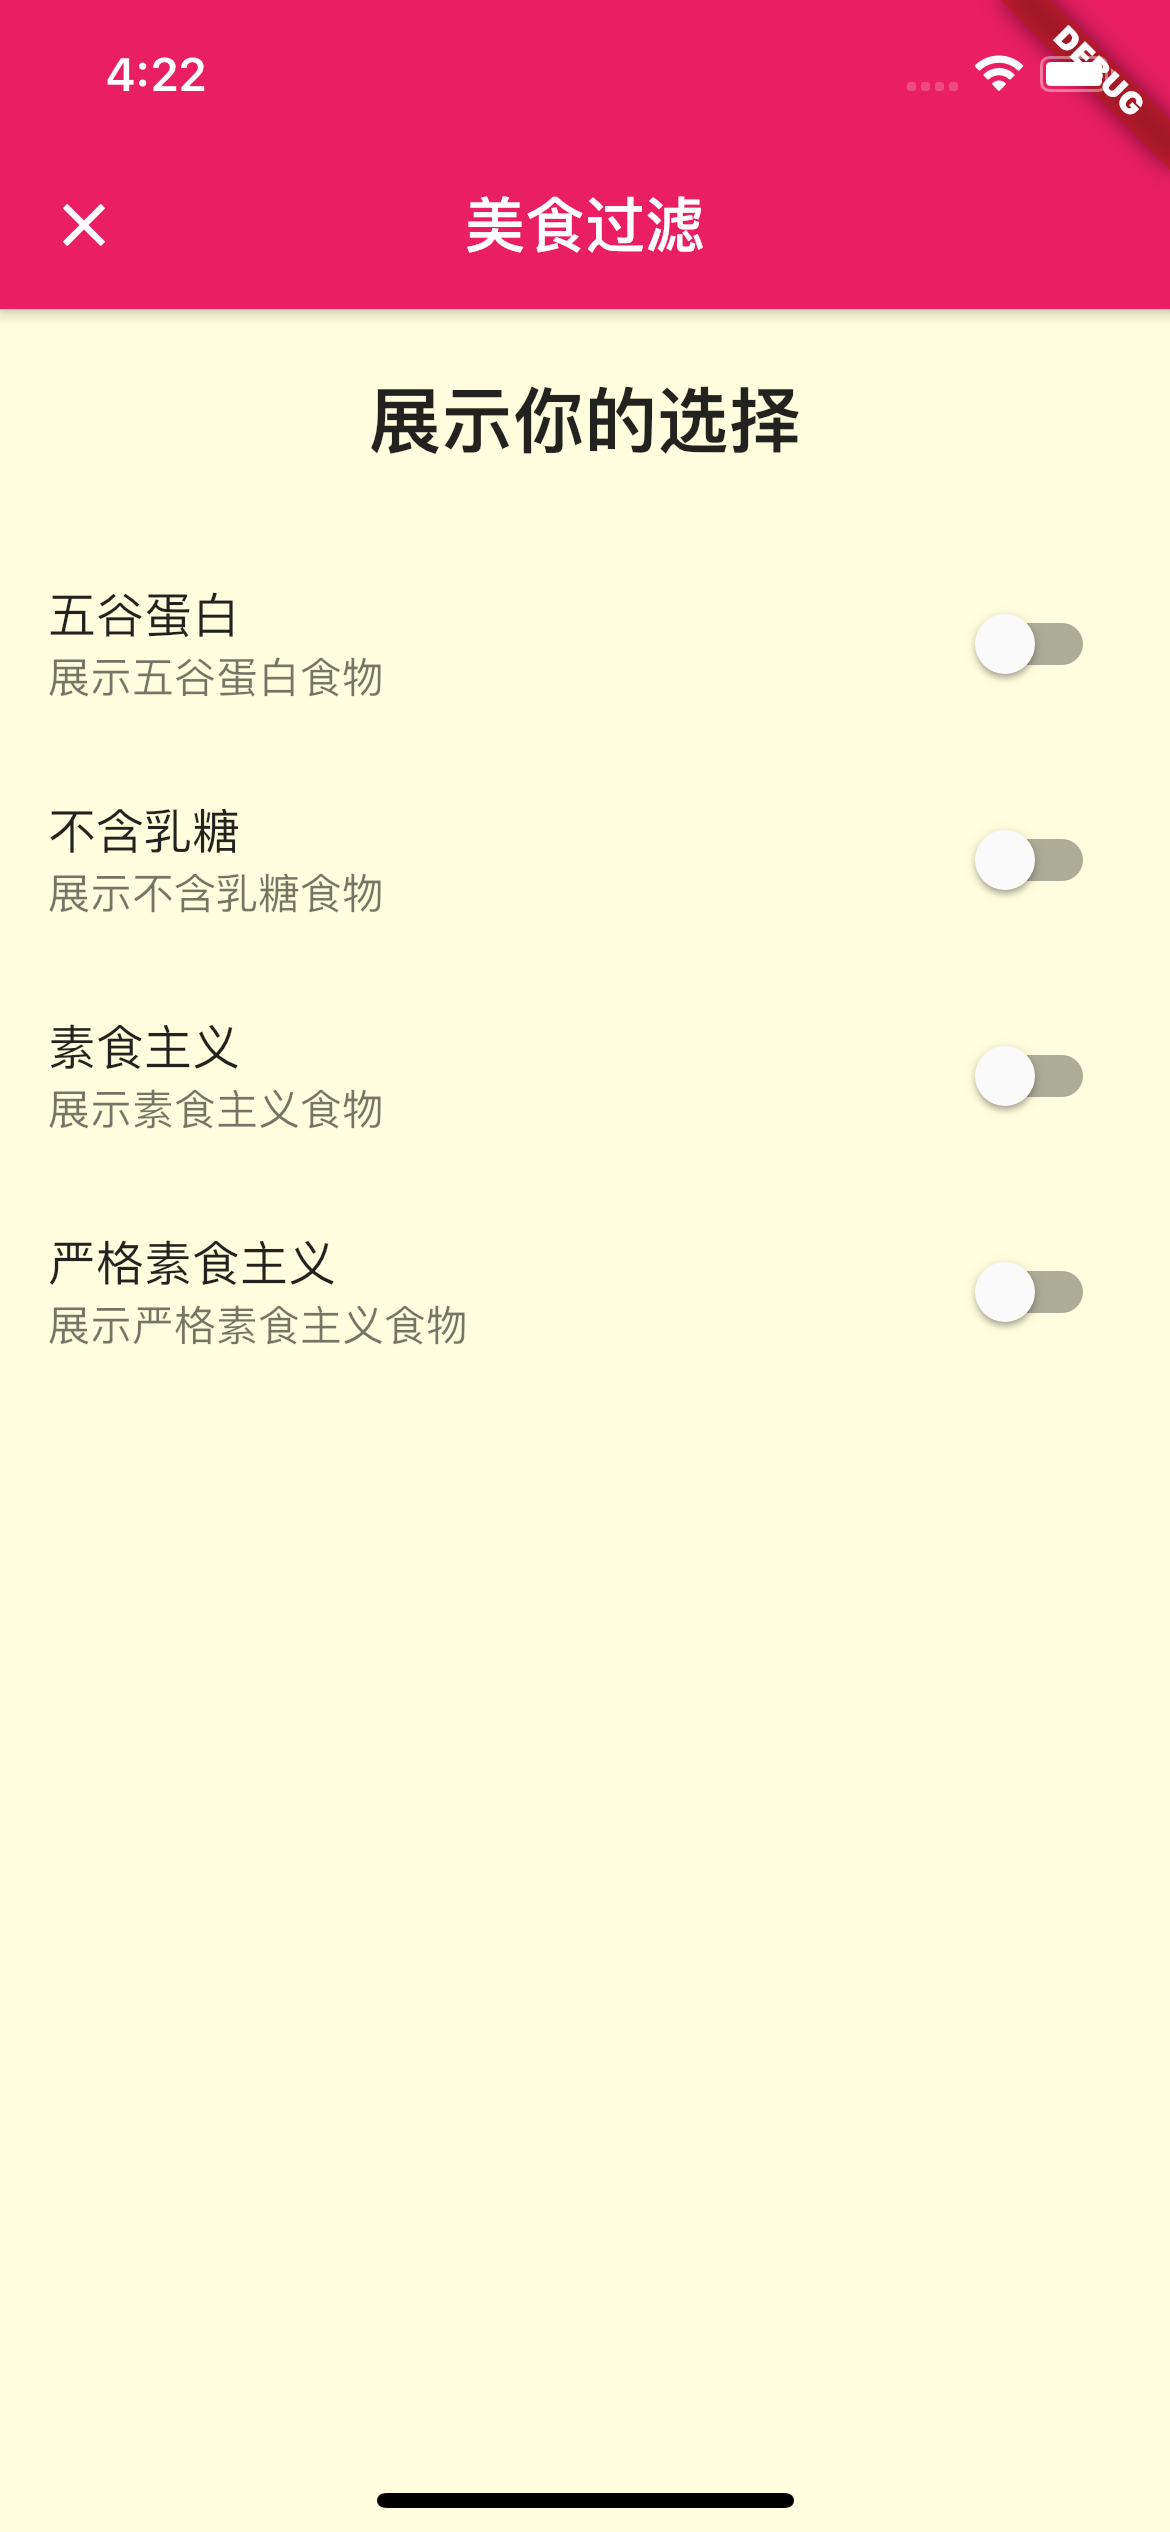 4:22
DEBUG
美食过滤
展示你的选择
五谷蛋白
展示五谷蛋白食物
不含乳糖
展示不含乳糖食物
素食主义
展示素食主义食物
严格素食主义
展示严格素食主义食物